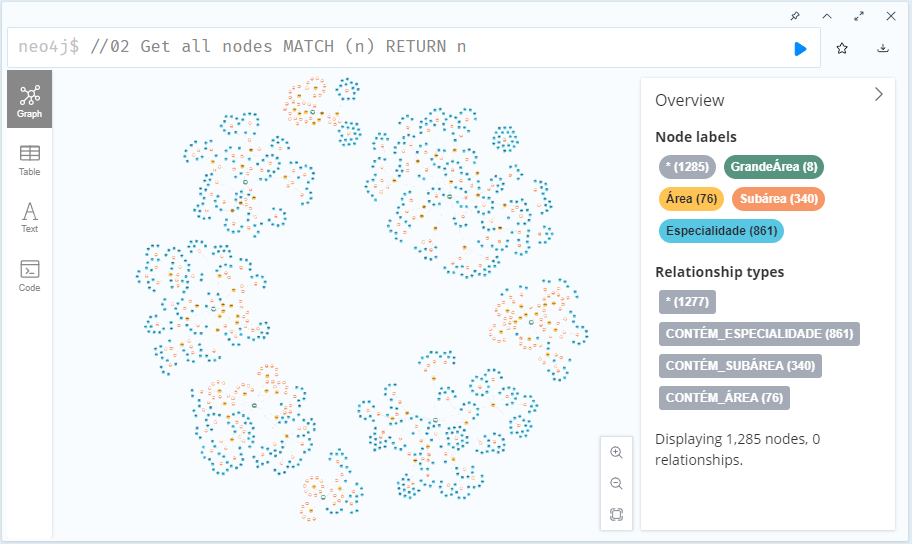 neo4j$ //02 Get all nodes MATCH (n) RETURN n
Graph
Table
Text
Code
Overview
Node labels
* (1285) GrandeÁrea (8)
Área (76) Subárea (340)
Especialidade (861)
Relationship types
* (1277)
CONTÉM_ESPECIALIDADE (861)
CONTÉM_SUBÁREA (340)
CONTÉM_ÁREA (76)
Displaying 1,285 nodes, 0
relationships.